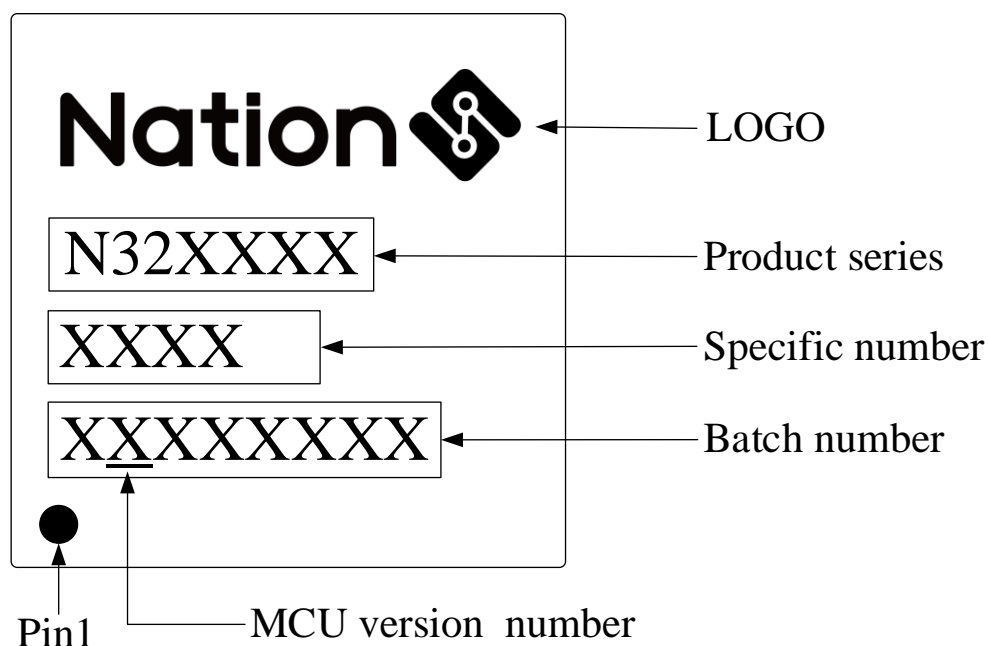 Nation
LOGO
N32XXXX
Product series
XXXX
Specific number
XXXXXXXX
Batch number
Pin1
MCU version number